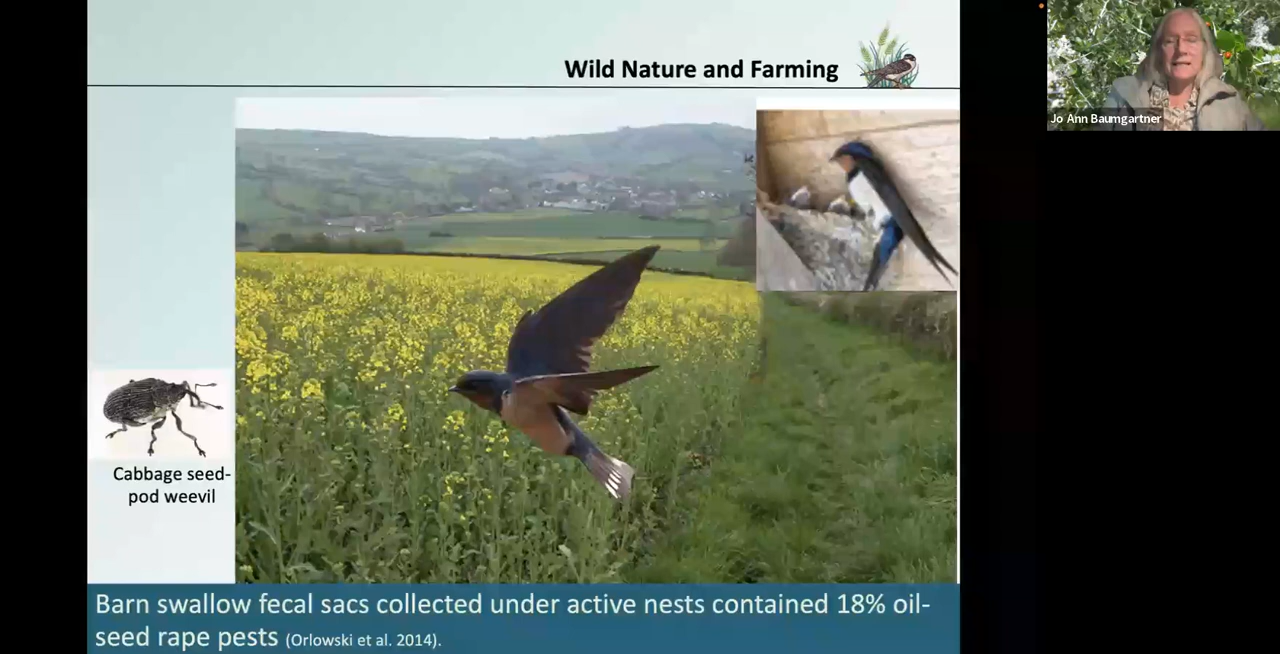 Wild Nature and Farming
Jo Ann Baumgartner
Cabbage seed-
pod weevil
Barn swallow fecal sacs collected under active nests contained 18% oil-
seed rape pests (Orlowski et al. 2014).